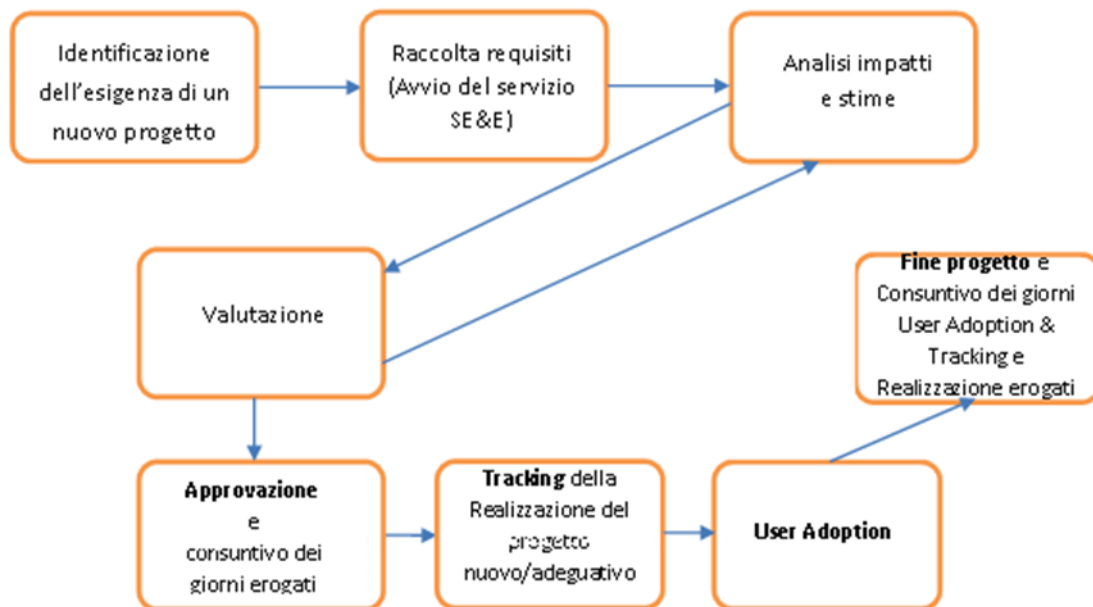 Identificazione
dell'esigenza di un
nuovo progetto
Raccolta requisiti
(Avvio del servizio
SE&E)
Analisi impatti
e stime
Valutazione
Fine progetto e
Consuntivo dei giorni
User Adoption &
Tracking e
Realizzazione erogati
Approvazione
e
consuntivo dei
giorni erogati
Tracking della
Realizzazione del
progetto
nuovo/adeguativo
User Adoption